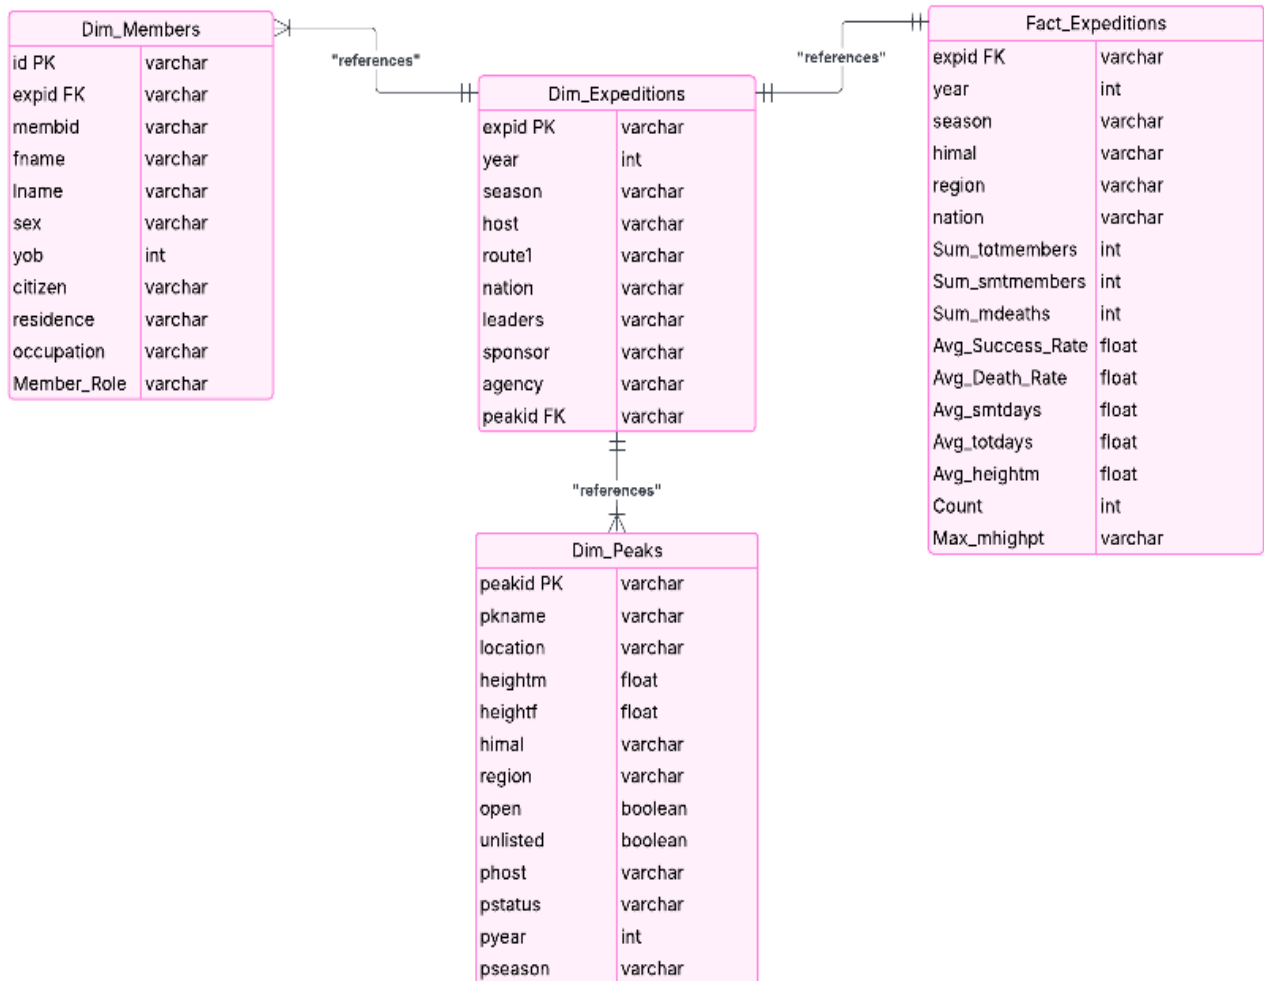 Dim_Members
id PK varchar
expid FK varchar
membid varchar
fname varchar
lname varchar
sex varchar
yob int
citizen varchar
residence varchar
occupation varchar
Member_Role varchar
"references"
Dim_Expeditions
expid PK varchar
year int
season varchar
host varchar
route1 varchar
nation varchar
leaders varchar
sponsor varchar
agency varchar
peakid FK varchar
"references"
Fact_Expeditions
expid FK varchar
year int
season varchar
himal varchar
region varchar
nation varchar
Sum_totmembers int
Sum_smtmembers int
Sum_mdeaths int
Avg_Success_Rate float
Avg_Death_Rate float
Avg_smtdays float
Avg_totdays float
Avg_heightm float
Count int
Max_mhighpt varchar
"references"
Dim_Peaks
peakid PK varchar
pkname varchar
location varchar
heightm float
heightf float
himal varchar
region varchar
open boolean
unlisted boolean
phost varchar
pstatus varchar
pyear int
pseason varchar